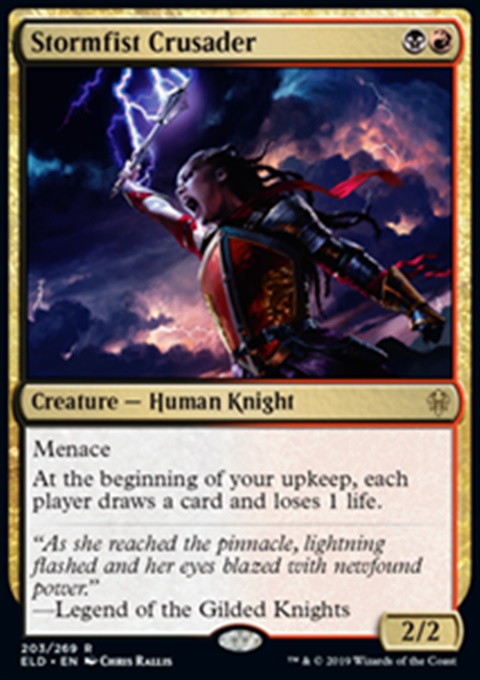 Stormfist Crusader
Creature — Human Knight
Menace
At the beginning of your upkeep, each
player draws a card and loses 1 life.
“As she reached the pinnacle, lightning
flashed and her eyes blazed with newfound
power.”
—Legend of the Gilded Knights
2/2
203/269 R
ELD • EN Chris Rallis
™ & © 2019 Wizards of the Coast